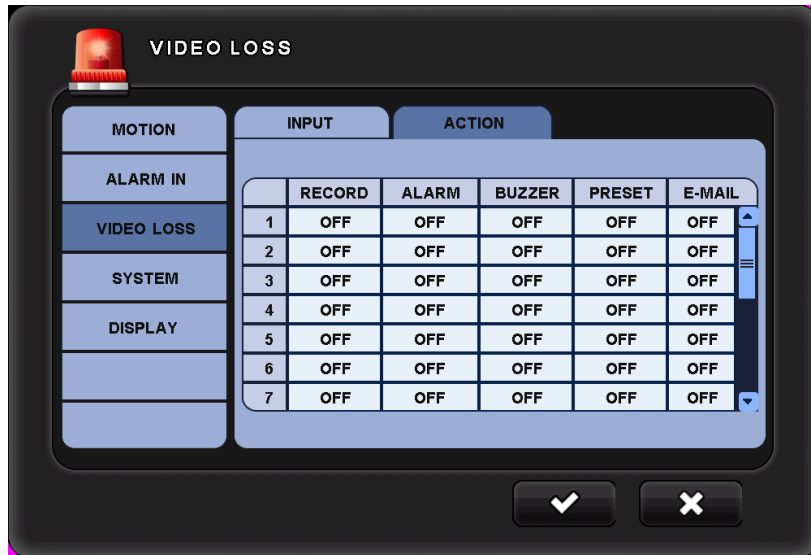 VIDEO LOSS
INPUT ACTION
MOTION
ALARM IN
VIDEO LOSS
SYSTEM
DISPLAY
RECORD ALARM BUZZER PRESET E-MAIL
1 OFF OFF OFF OFF OFF
2 OFF OFF OFF OFF OFF
3 OFF OFF OFF OFF OFF
4 OFF OFF OFF OFF OFF
5 OFF OFF OFF OFF OFF
6 OFF OFF OFF OFF OFF
7 OFF OFF OFF OFF OFF